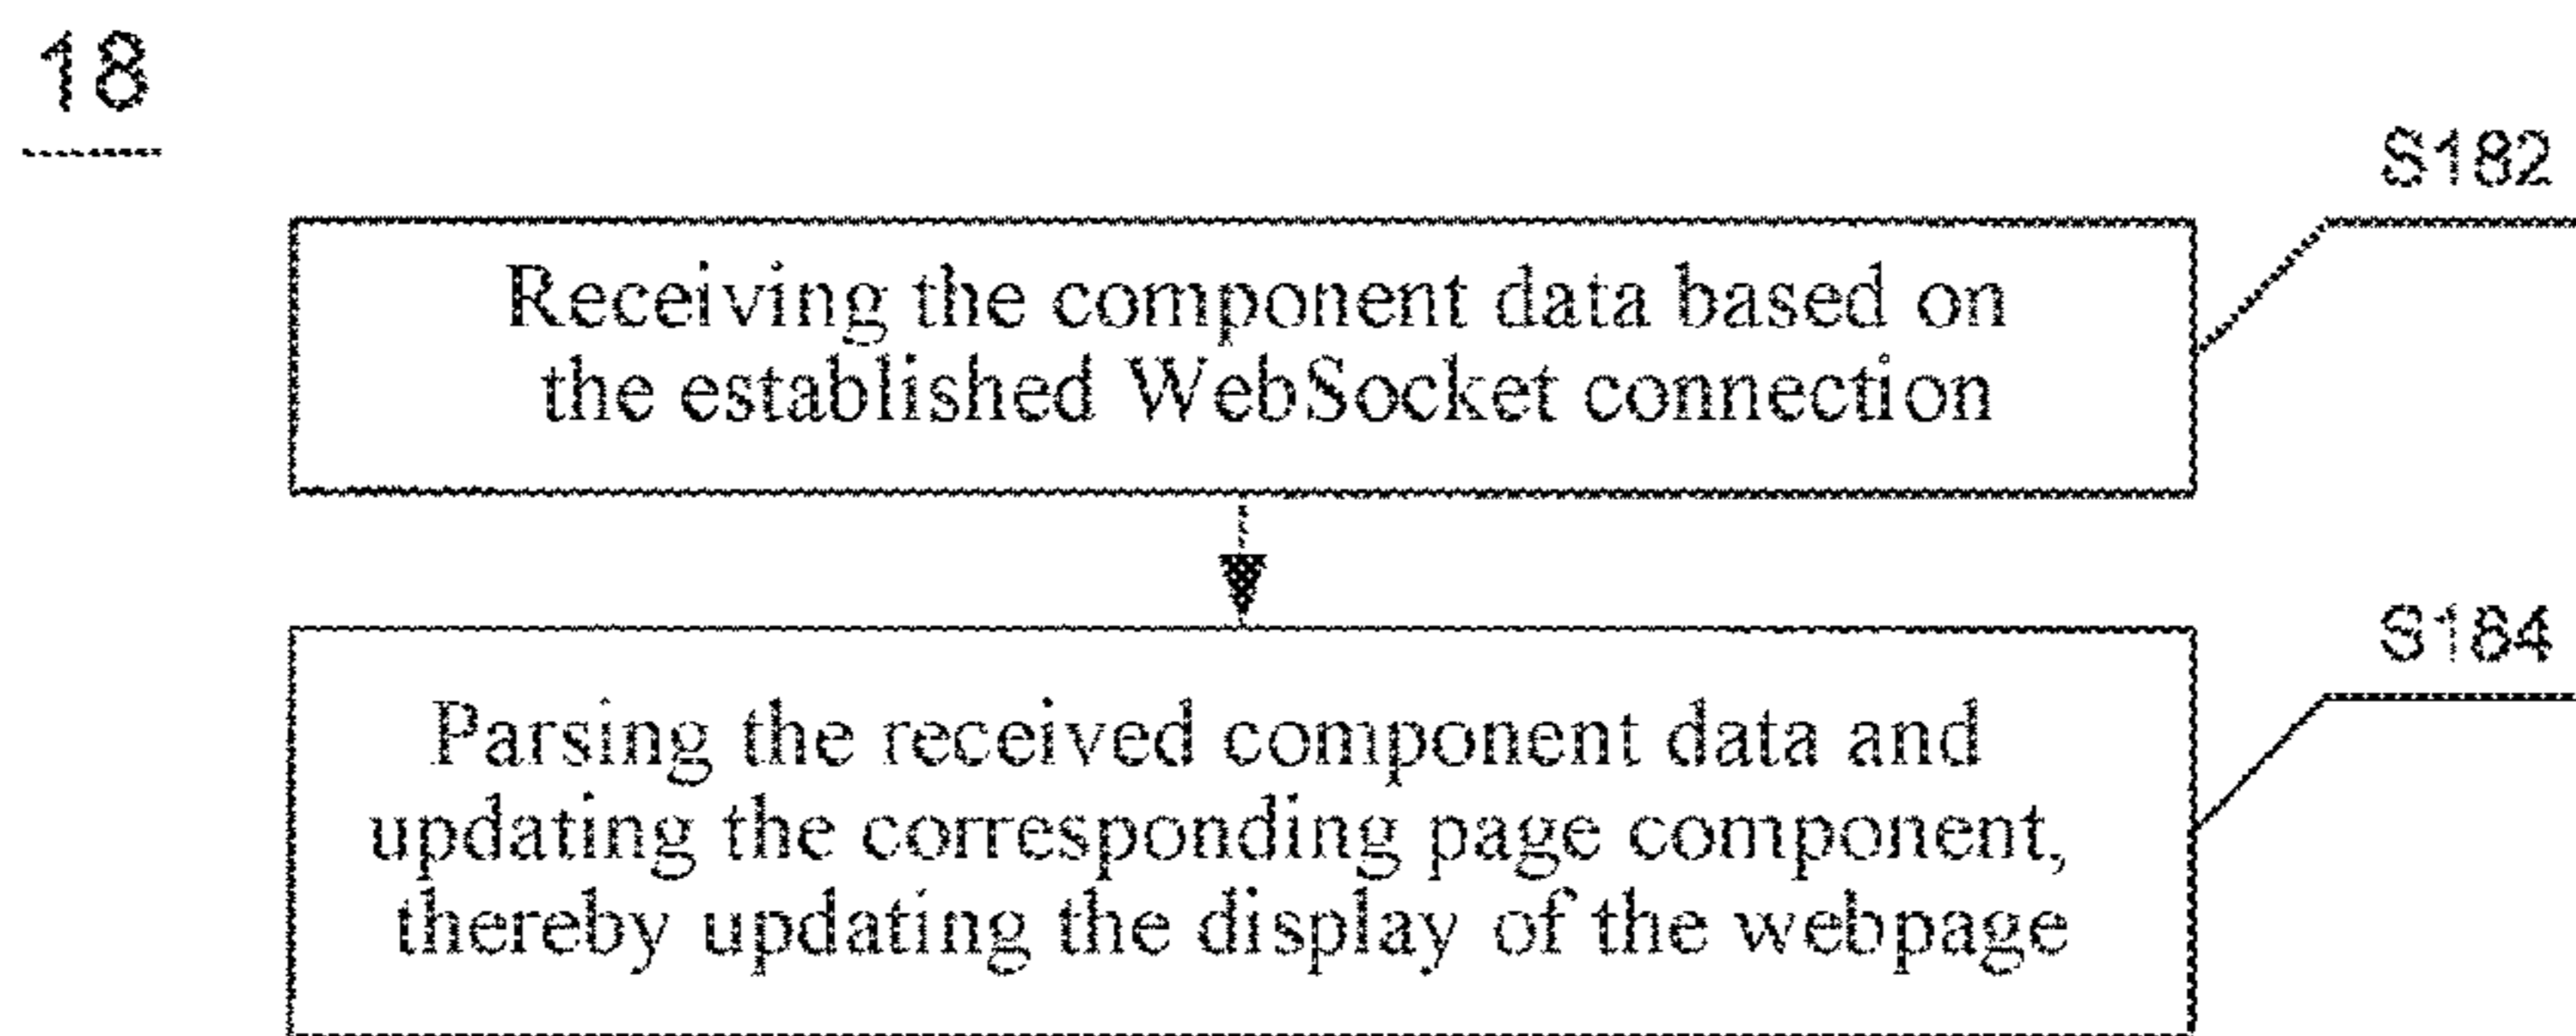 18
S182
Receiving the component data based on
the established WebSocket connection
S184
Parsing the received component data and
updating the corresponding page component,
thereby updating the display of the webpage